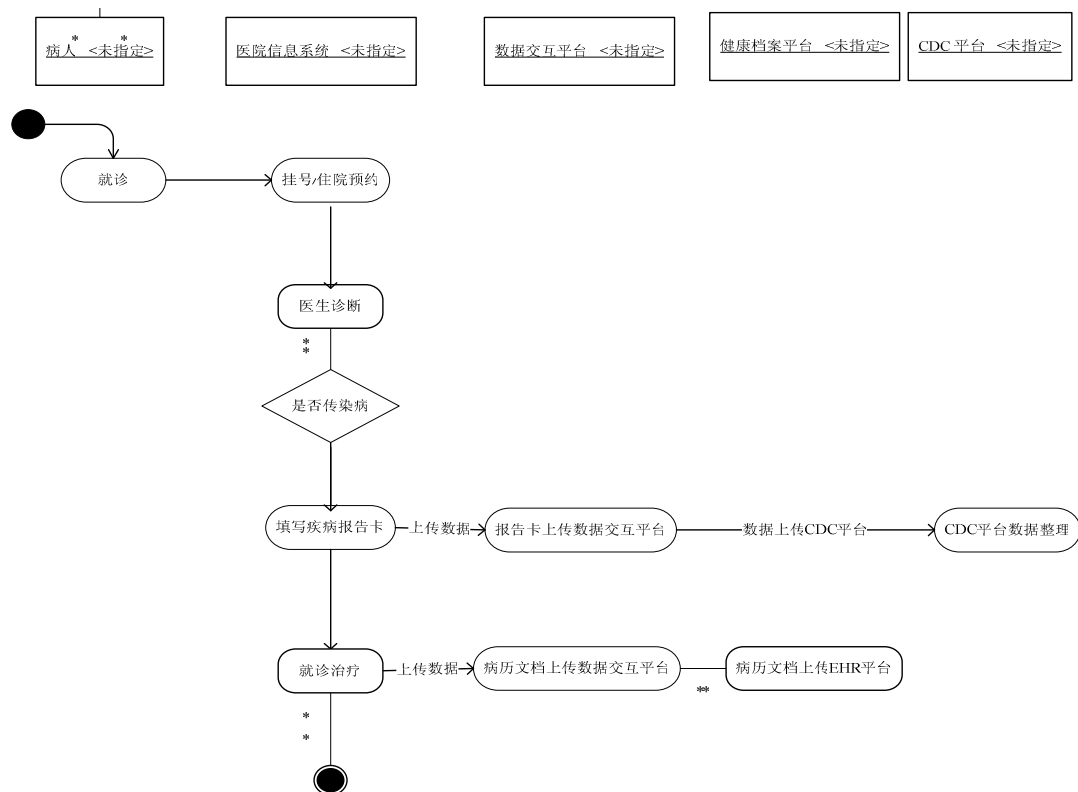 * *
病人 <未指定>
医院信息系统 <未指定>
数据交互平台 <未指定>
健康档案平台 <未指定>
CDC 平台 <未指定>
就诊
挂号/住院预约
医生诊断
*
*
是否传染病
填写疾病报告卡
上传数据
报告卡上传数据交互平台
数据上传CDC平台
CDC平台数据整理
就诊治疗
上传数据
病历文档上传数据交互平台
病历文档上传EHR平台
**
*
*